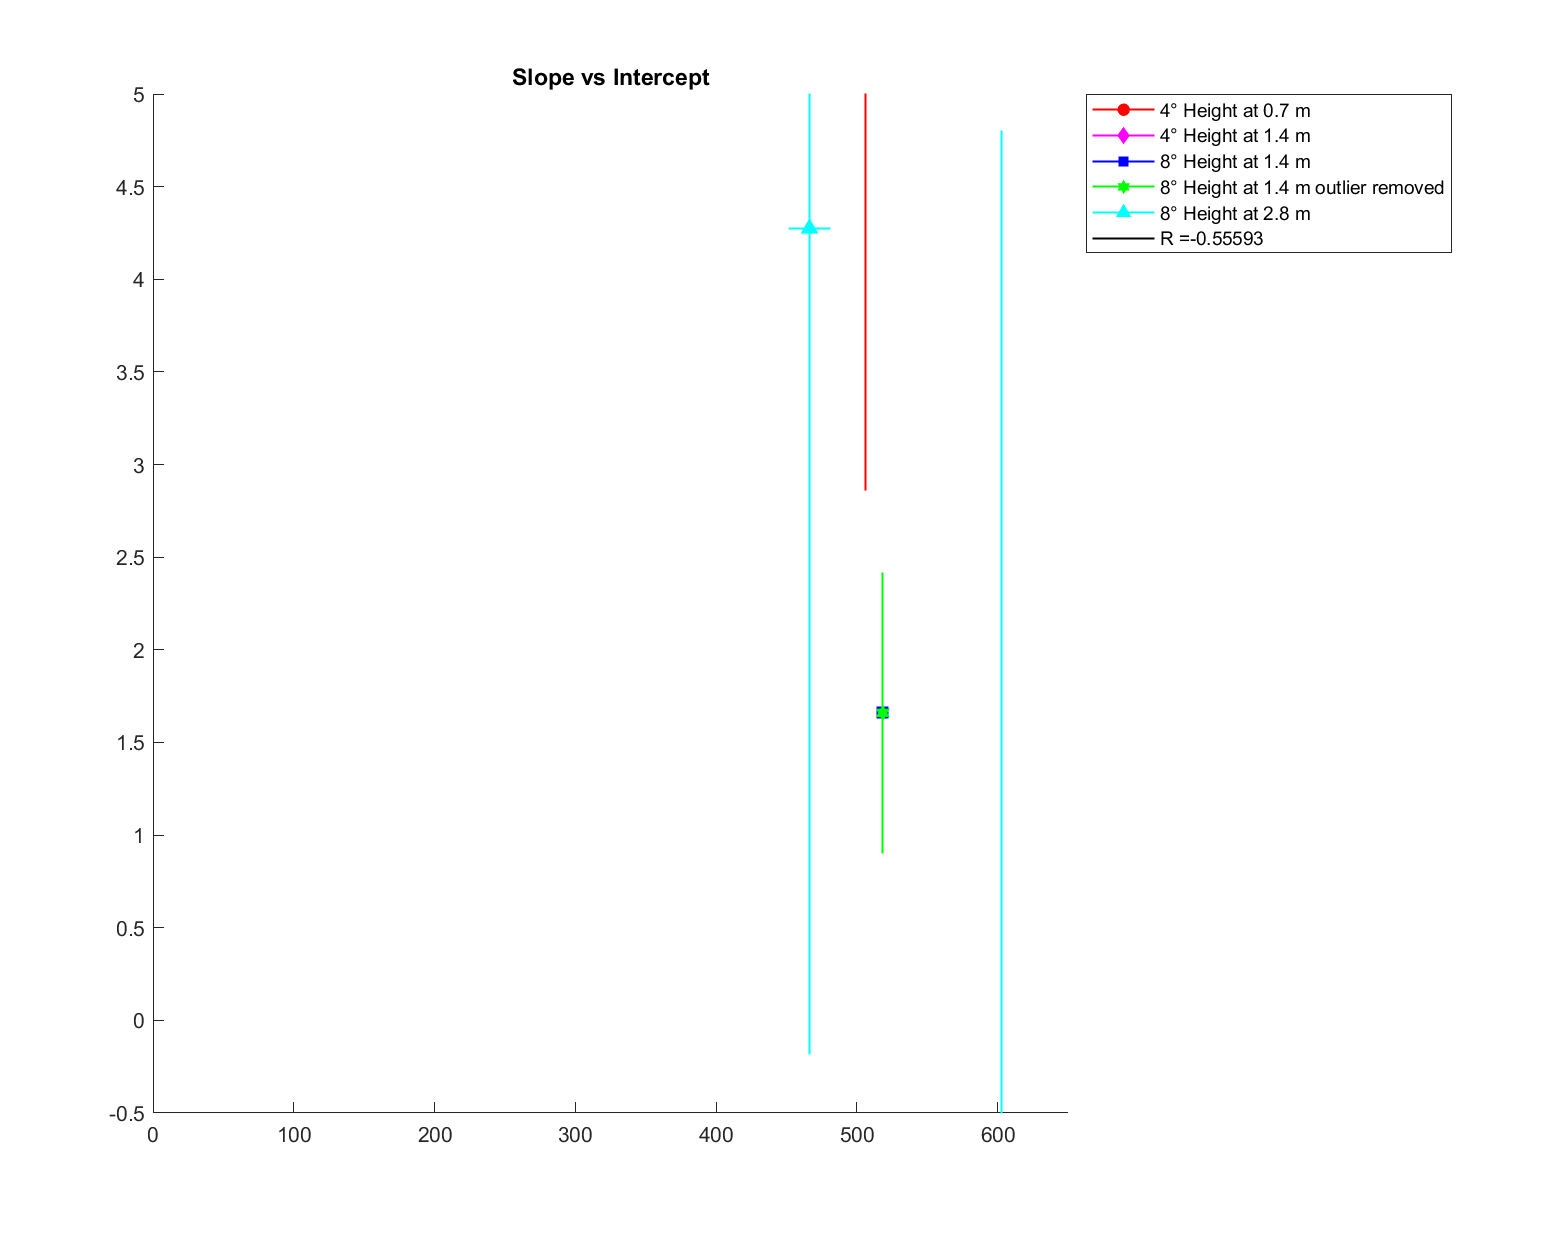 Slope vs Intercept
5
4.5
4
3.5
3
2.5
2
1.5
1
0.5
0
-0.5
0 100 200 300 400 500 600
4° Height at 0.7 m
4° Height at 1.4 m
8° Height at 1.4 m
8° Height at 1.4 m outlier removed
8° Height at 2.8 m
R =-0.55593